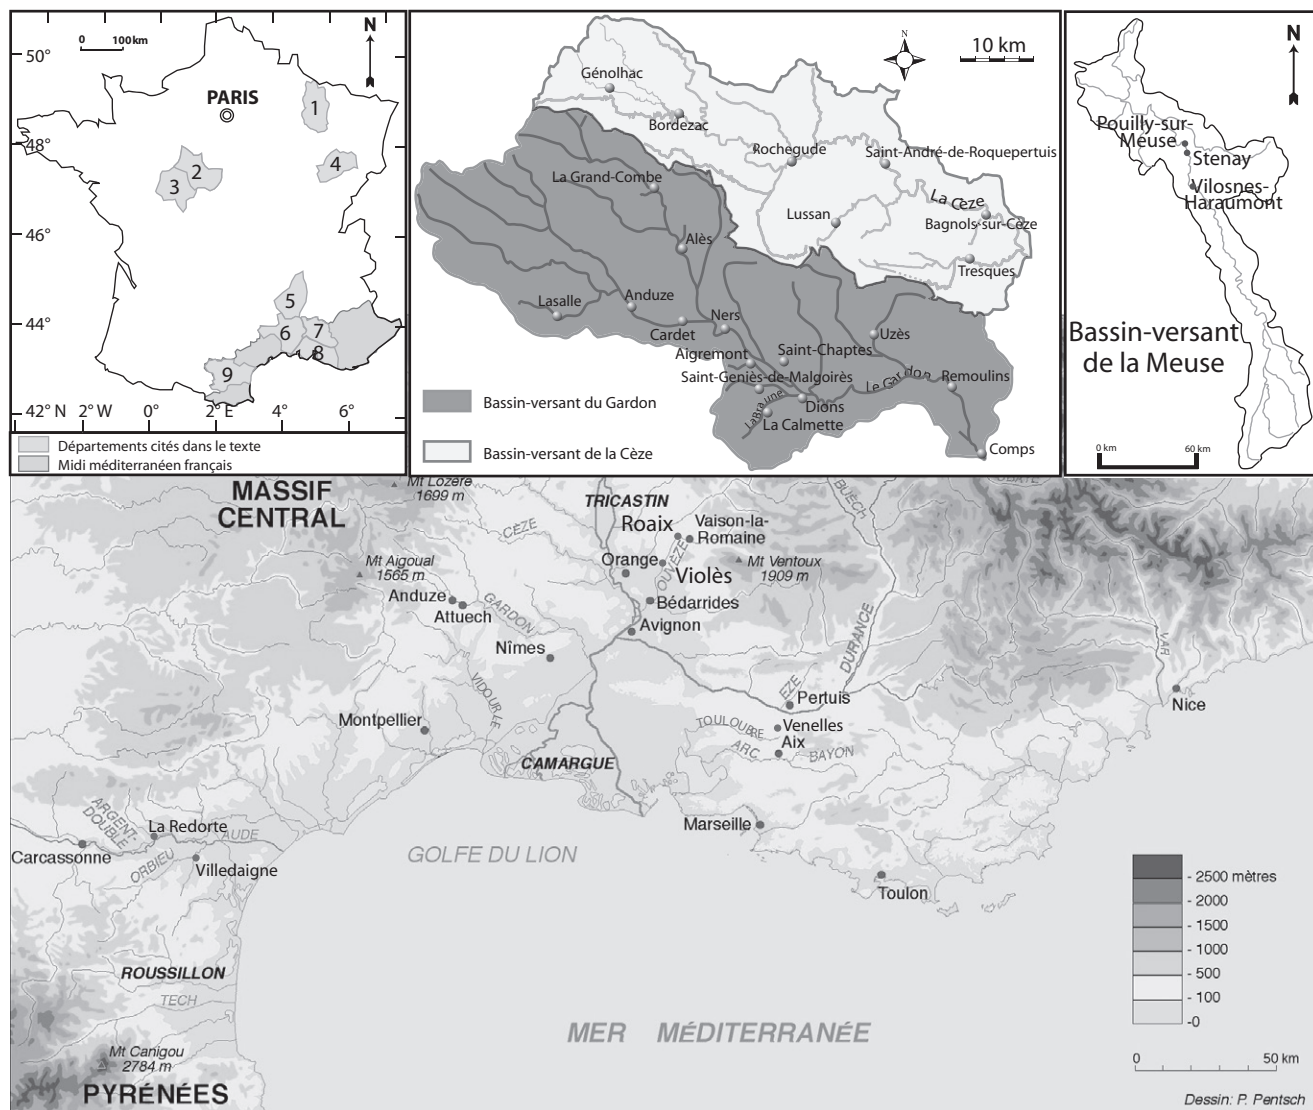 N
0 100km
50°
PARIS
1
48°
4
2
3
46°
5
44°
6
7
8
9
42° N 2°W 0° 2°E 4° 6°
Départements cités dans le texte
Midi méditerranéen français
N
10 km
Génolhac
Bordezac
Rochegude
Saint-André-de-Roquepertuis
La Grand-Combe
La Cèze
Lussan
Bagnols-sur-Cèze
Alès
Tresques
Lasalle
Anduze
Cardet
Ners
Uzès
Aigremont
Saint-Chaptes
Saint-Geniès-de-Malgoirès
Le Gardon
Remoulins
La Braune
Dions
La Calmette
Comps
Bassin-versant du Gardon
Bassin-versant de la Cèze
N
Pouilly-sur-
Meuse
Stenay
Vilosnes-
Haraumont
Bassin-versant
de la Meuse
0 km 60 km
MASSIF
CENTRAL
Mt Lozère
1699 m
TRICASTIN
BUËCH
CÈZE
Roaix
Vaison-la-
Romaine
Mt Aigoual
1565 m
Orange
OUVÈZE
Violès
Mt Ventoux
1909 m
Anduze
Attuech
GARDON
Bédarrides
Avignon
DURANCE
VAR
Nîmes
VIDOURLE
EZE
Pertuis
Nice
Montpellier
TOULOUBRE
Venelles
ARC
Aix
BAYON
CAMARGUE
ARGENT-
DOUBLE
La Redorte
AUDE
Marseille
Carcassonne
ORBIEU
Villedaigne
GOLFE DU LION
Toulon
- 2500 mètres
- 2000
- 1500
- 1000
- 500
- 100
-0
ROUSSILLON
TECH
MER MÉDITERRANÉE
Mt Canigou
2784 m
PYRÉNÉES
0 50 km
Dessin: P. Pentsch